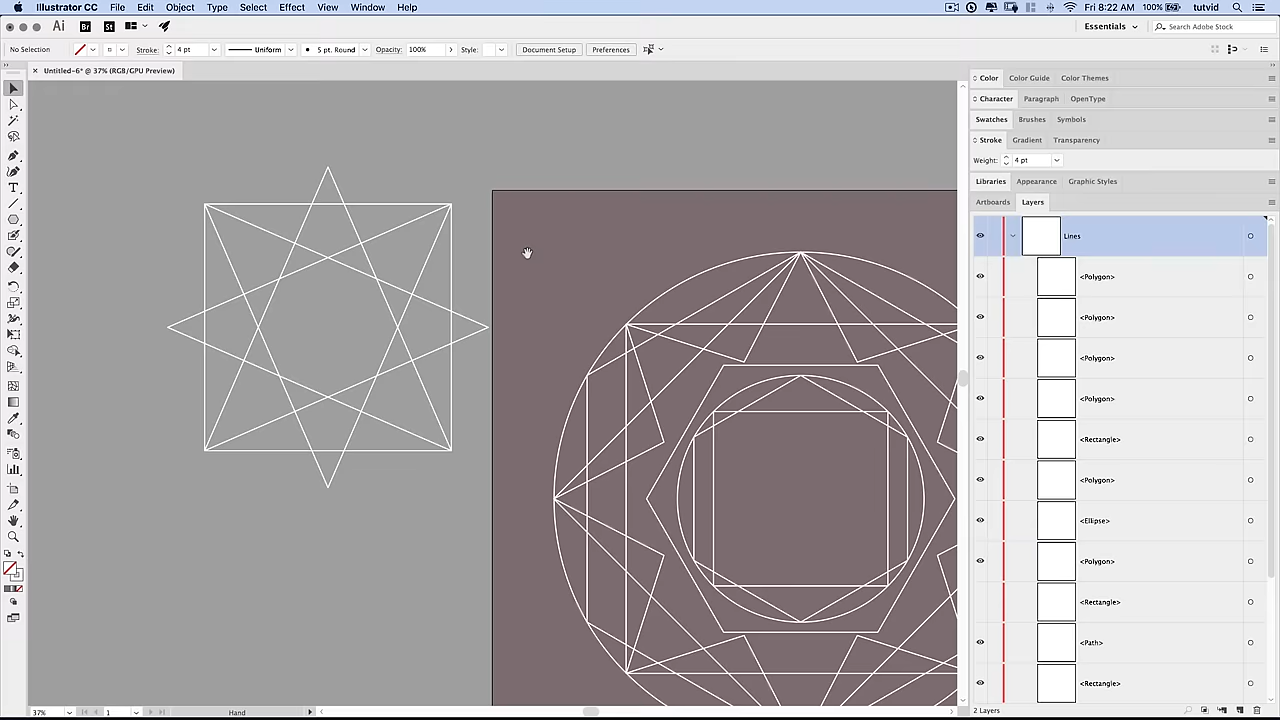 Illustrator CC File Edit Object Type Select Effect View Window Help 100% Fri 8:22 AM tutvid
Ai Br St Essentials Search Adobe Stock
No Selection Stroke: 4 pt Uniform 5 pt. Round Opacity: 100% Style: Document Setup Preferences
Untitled-6* @ 37% (RGB/GPU Preview)
Color Color Guide Color Themes
Character Paragraph OpenType
Swatches Brushes Symbols
Stroke Gradient Transparency
Weight: 4 pt
Libraries Appearance Graphic Styles
Artboards Layers
Lines
<Polygon>
<Polygon>
<Polygon>
<Polygon>
<Rectangle>
<Polygon>
<Ellipse>
<Polygon>
<Rectangle>
<Path>
<Rectangle>
37% 1 Hand 2 Layers